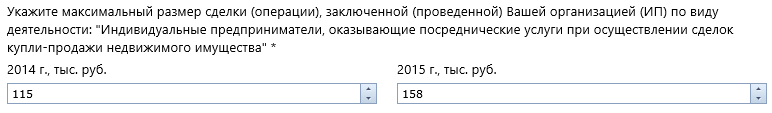 Укажите максимальный размер сделки (операции), заключенной (проведенной) Вашей организацией (ИП) по виду
деятельности: "Индивидуальные предприниматели, оказывающие посреднические услуги при осуществлении сделок
купли-продажи недвижимого имущества" *
2014 г., тыс. руб. 2015 г., тыс. руб.
115 158